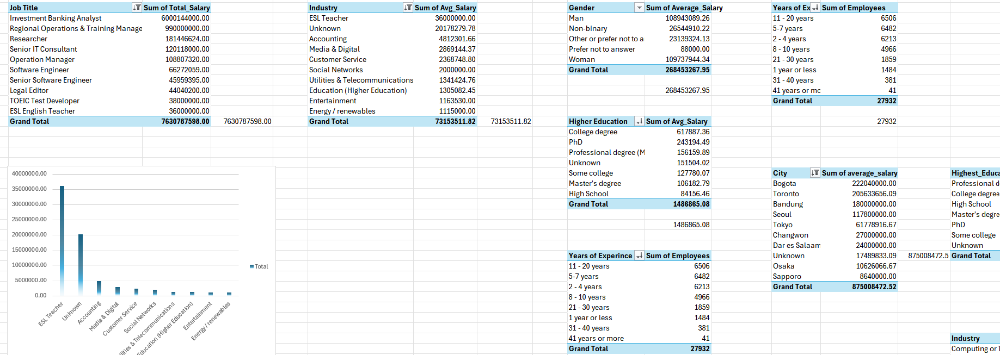 Job Title Sum of Total_Salary
Investment Banking Analyst 6000144000.00
Regional Operations & Training Manage 990000000.00
Researcher 181446624.00
Senior IT Consultant 120118000.00
Operation Manager 108807320.00
Software Engineer 66272059.00
Senior Software Engineer 45959395.00
Legal Editor 44040200.00
TOEIC Test Developer 38000000.00
ESL English Teacher 36000000.00
Grand Total 7630787598.00 7630787598.00
Industry Sum of Avg_Salary
ESL Teacher 36000000.00
Unknown 20178279.78
Accounting 4812301.66
Media & Digital 2869144.37
Customer Service 2368748.80
Social Networks 2000000.00
Utilities & Telecommunications 1341424.76
Education (Higher Education) 1305082.45
Entertainment 1163530.00
Energy / renewables 1115000.00
Grand Total 73153511.82 73153511.82
Gender Sum of Average_Salary
Man 108943089.26
Non-binary 26544910.22
Other or prefer not to a 23139324.13
Prefer not to answer 88000.00
Woman 109737944.34
Grand Total 268453267.95
268453267.95
Higher Education Sum of Avg_Salary
College degree 617887.36
PhD 243194.49
Professional degree (M 156159.89
Unknown 151504.02
Some college 127780.07
Master's degree 106182.79
High School 84156.46
Grand Total 1486865.08
1486865.08
Years of Experince Sum of Employees
11 - 20 years 6506
5-7 years 6482
2 - 4 years 6213
8 - 10 years 4966
21 - 30 years 1859
1 year or less 1484
31 - 40 years 381
41 years or more 41
Grand Total 27932
Years of Ex Sum of Employees
11 - 20 years 6506
5-7 years 6482
2 - 4 years 6213
8 - 10 years 4966
21 - 30 years 1859
1 year or less 1484
31 - 40 years 381
41 years or mo 41
Grand Total 27932
27932
City Sum of average_salary
Bogota 222040000.00
Toronto 205633656.09
Bandung 180000000.00
Seoul 117800000.00
Tokyo 61778916.67
Changwon 27000000.00
Dar es Salaam 24000000.00
Unknown 17489833.09 875008472.5
Osaka 10626066.67
Sapporo 8640000.00
Grand Total 875008472.52
Highest_Educa
Professional d
College degree
High School
Master's degre
PhD
Some college
Unknown
Grand Total
Industry
Computing or T
40000000.00
35000000.00
30000000.00
25000000.00
20000000.00
15000000.00
10000000.00
5000000.00
0.00
ESL Teacher
Unknown
Accounting
Media & Digital
Customer Service
Social Networks
ilities & Telecommunications
Education (Higher Education)
Entertainment
Energy / renewables
Total